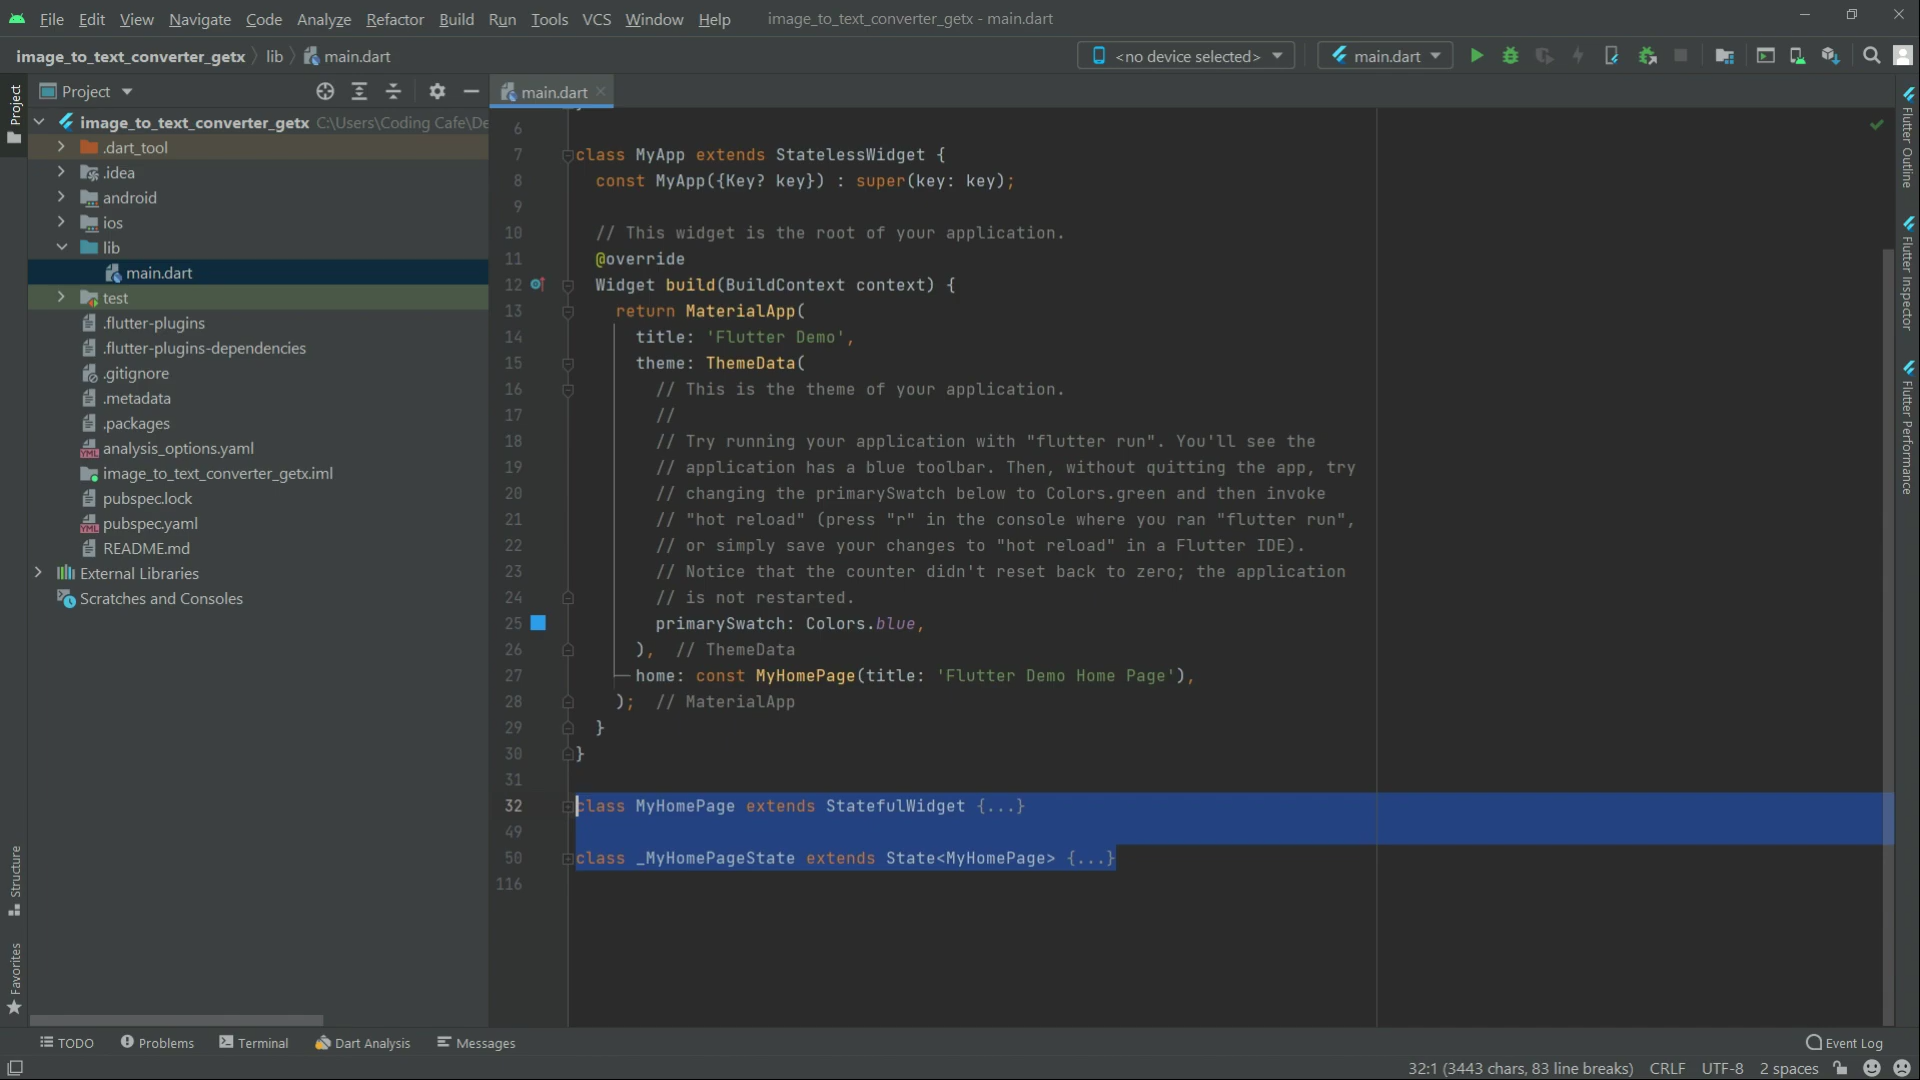 File Edit View Navigate Code Analyze Refactor Build Run Tools VCS Window Help image_to_text_converter_getx - main.dart
image_to_text_converter_getx lib main.dart <no device selected> main.dart
Project Project main.dart
image_to_text_converter_getx C:\Users\Coding Cafe\De
.dart_tool
.idea
android
ios
lib
main.dart
test
.flutter-plugins
.flutter-plugins-dependencies
.gitignore
.metadata
.packages
analysis_options.yaml
image_to_text_converter_getx.iml
pubspec.lock
pubspec.yaml
README.md
External Libraries
Scratches and Consoles
6
7 class MyApp extends StatelessWidget {
8 const MyApp({Key? key}) : super(key: key);
9
10 // This widget is the root of your application.
11 @override
12 Widget build(BuildContext context) {
13 return MaterialApp(
14 title: 'Flutter Demo',
15 theme: ThemeData(
16 // This is the theme of your application.
17 //
18 // Try running your application with "flutter run". You'll see the
19 // application has a blue toolbar. Then, without quitting the app, try
20 // changing the primarySwatch below to Colors.green and then invoke
21 // "hot reload" (press "r" in the console where you ran "flutter run",
22 // or simply save your changes to "hot reload" in a Flutter IDE).
23 // Notice that the counter didn't reset back to zero; the application
24 // is not restarted.
25 primarySwatch: Colors.blue,
26 ), // ThemeData
27 home: const MyHomePage(title: 'Flutter Demo Home Page'),
28 ); // MaterialApp
29 }
30 }
31
32 class MyHomePage extends StatefulWidget {...}
49
50 class _MyHomePageState extends State<MyHomePage> {...}
116
Flutter Outline
Flutter Inspector
Flutter Performance
Structure
Favorites
TODO Problems Terminal Dart Analysis Messages Event Log
32:1 (3443 chars, 83 line breaks) CRLF UTF-8 2 spaces